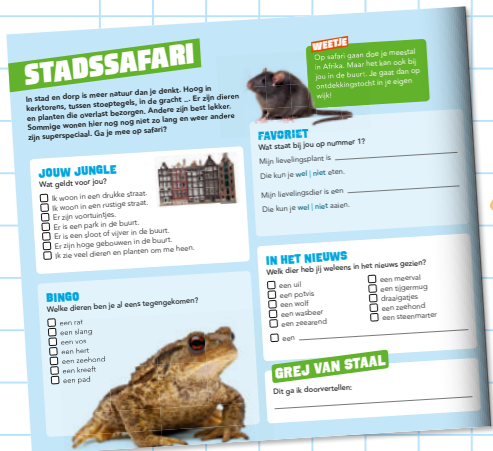 STADSSAFARI
In stad en dorp is meer natuur dan je denkt. Hoog in
kerktorens, tussen stoeptegels, in de gracht ... Er zijn dieren
en planten die overlast bezorgen. Andere zijn best lekker.
Sommige wonen hier nog nog niet zo lang en weer andere
zijn superspeciaal. Ga je mee op safari?
WEETJE
Op safari gaan doe je meestal
in Afrika. Maar het kan ook bij
jou in de buurt. Je gaat dan op
ontdekkingstocht in je eigen
wijk!
JOUW JUNGLE
Wat geldt voor jou?
Ik woon in een drukke straat.
Ik woon in een rustige straat.
Er zijn voortuintjes.
Er is een park in de buurt.
Er is een sloot of vijver in de buurt.
Er zijn hoge gebouwen in de buurt.
Ik zie veel dieren en planten om me heen.
BINGO
Welke dieren ben je al eens tegengekomen?
een rat
een slang
een vos
een hert
een zeehond
een kreeft
een pad
FAVORIET
Wat staat bij jou op nummer 1?
Mijn lievelingsplant is
Die kun je wel | niet eten.
Mijn lievelingsdier is een
Die kun je wel | niet aaien.
IN HET NIEUWS
Welk dier heb jij weleens in het nieuws gezien?
een uil
een potvis
een wolf
een wasbeer
een zeearend
een meerval
een tijgermug
draaigatjes
een zeehond
een steenmarter
een
GREJ VAN STAAL
Dit ga ik doorvertellen: